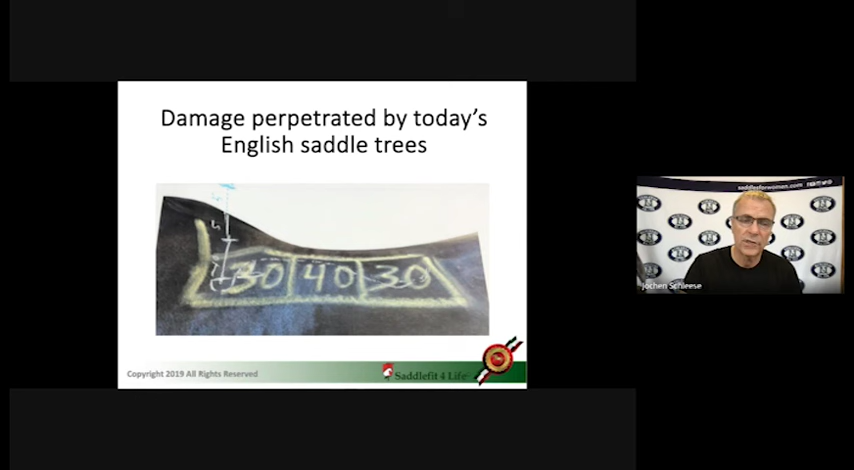 Damage perpetrated by today's
English saddle trees
30 40 30
Copyright 2019 All Rights Reserved
Saddlefit 4 Life
saddlesforwomen.com
Jochen Schleese